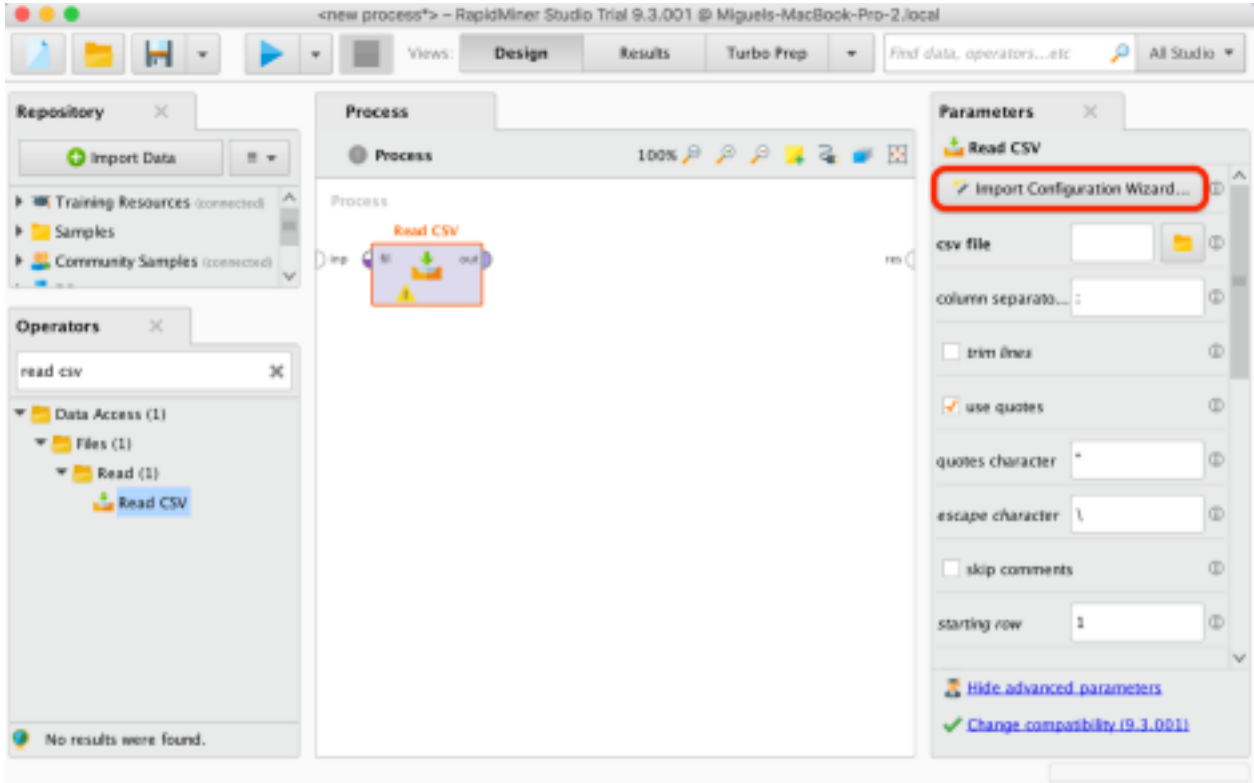 <new process*> – RapidMiner Studio Trial 9.3.001 @ Miguels-MacBook-Pro-2.local
Views: Design Results Turbo Prep Find data, operators...etc All Studio
Repository
Import Data
Training Resources (connected)
Samples
Community Samples (connected)
Operators
read csv
Data Access (1)
Files (1)
Read (1)
Read CSV
No results were found.
Process
Process 100%
Process
Read CSV
inp fil out res
Parameters
Read CSV
Import Configuration Wizard...
csv file
column separato... ;
trim lines
use quotes
quotes character "
escape character \
skip comments
starting row 1
Hide advanced parameters
Change compatibility (9.3.001)